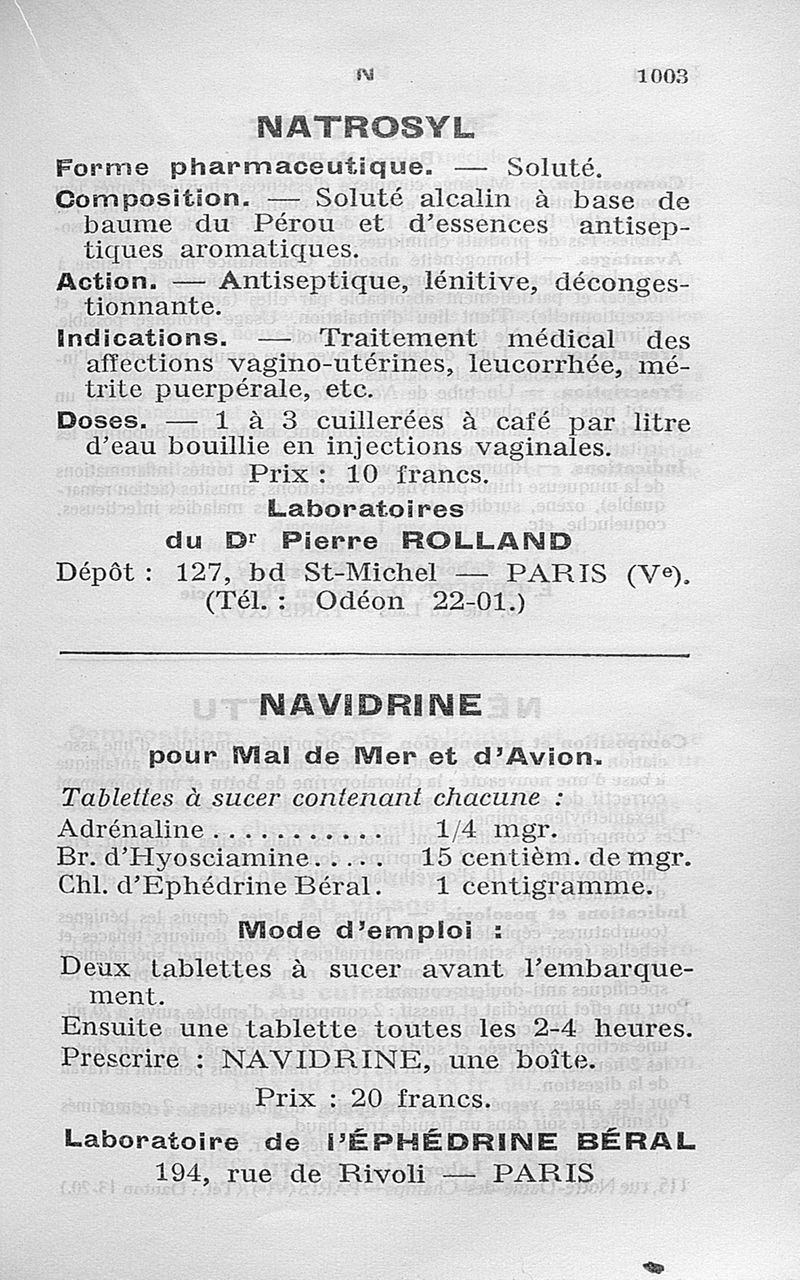 N 1003
NATROSYL
Forme pharmaceutique. — Soluté.
Composition. — Soluté alcalin à base de
baume du Pérou et d'essences antisep-
tiques aromatiques.
Action. — Antiseptique, lénitive, déconges-
tionnante.
Indications. — Traitement médical des
affections vagino-utérines, leucorrhée, mé-
trite puerpérale, etc.
Doses. — 1 à 3 cuillerées à café par litre
d'eau bouillie en injections vaginales.
Prix : 10 francs.
Laboratoires
du Dr Pierre ROLLAND
Dépôt : 127, bd St-Michel — PARIS (Ve).
(Tél. : Odéon 22-01.)
NAVIDRINE
pour Mal de Mer et d'Avion.
Tablettes à sucer contenant chacune :
Adrénaline . . . . . . . . . . 1/4 mgr.
Br. d'Hyosciamine . . . . 15 centièm. de mgr.
Chl. d'Ephédrine Béral. 1 centigramme.
Mode d'emploi :
Deux tablettes à sucer avant l'embarque-
ment.
Ensuite une tablette toutes les 2-4 heures.
Prescrire : NAVIDRINE, une boîte.
Prix : 20 francs.
Laboratoire de l'ÉPHÉDRINE BÉRAL
194, rue de Rivoli — PARIS